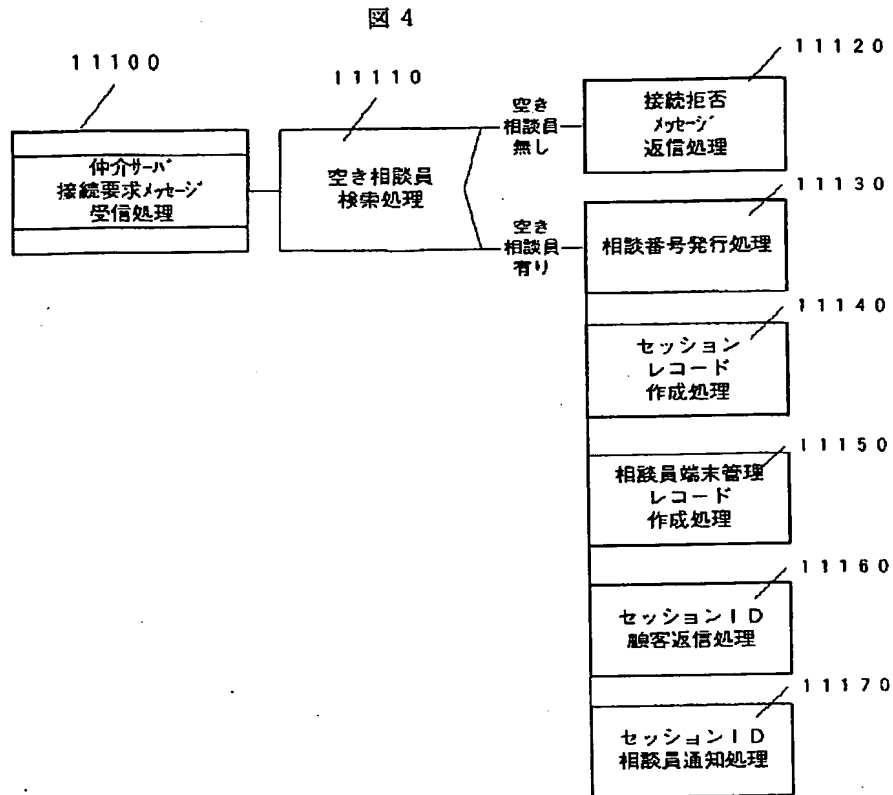 図 4
11100
仲介サーバ
接続要求メッセージ
受信処理
11110
空き相談員
検索処理
空き
相談員
無し
11120
接続拒否
メッセージ
返信処理
空き
相談員
有り
11130
相談番号発行処理
11140
セッション
レコード
作成処理
11150
相談員端末管理
レコード
作成処理
11160
セッションID
顧客返信処理
11170
セッションID
相談員通知処理